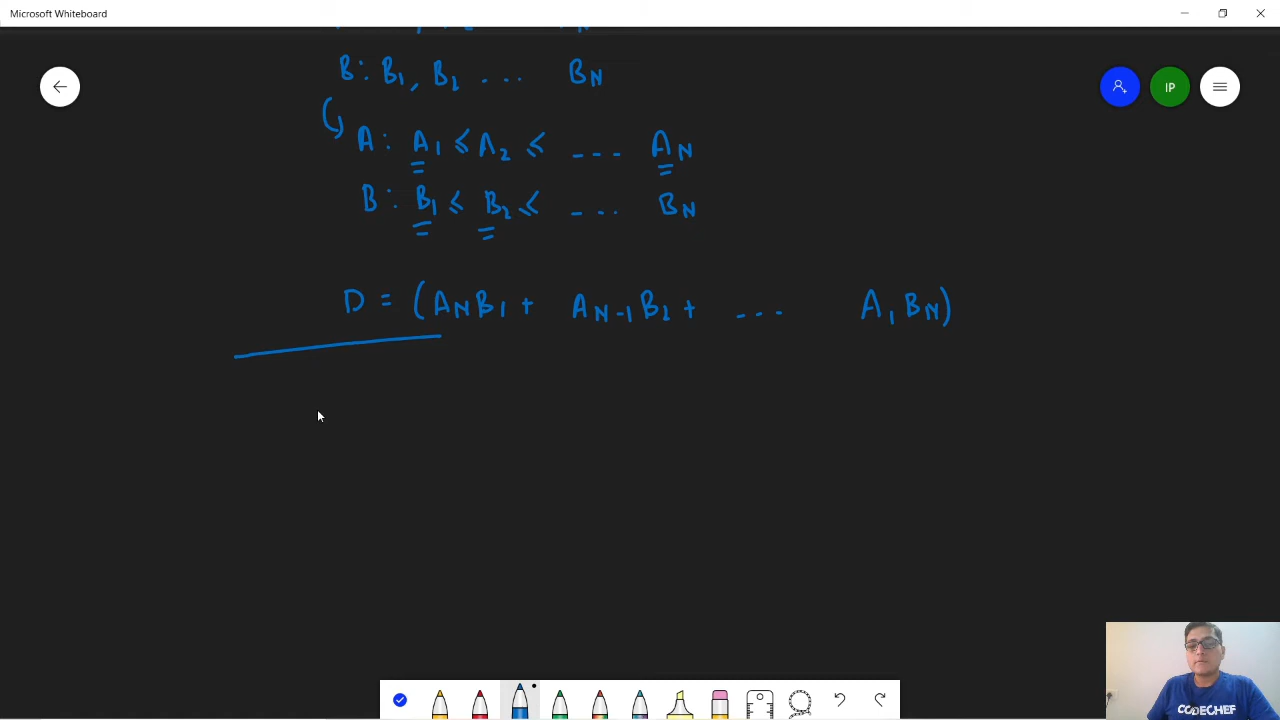 Microsoft Whiteboard
B: B1, B2 ... BN
IP
A: A1 ≤ A2 ≤ --- AN
B: B1 ≤ B2 ≤ -... BN
D = (ANB1 + AN-1B2 + --- A1BN)
CODECHEF